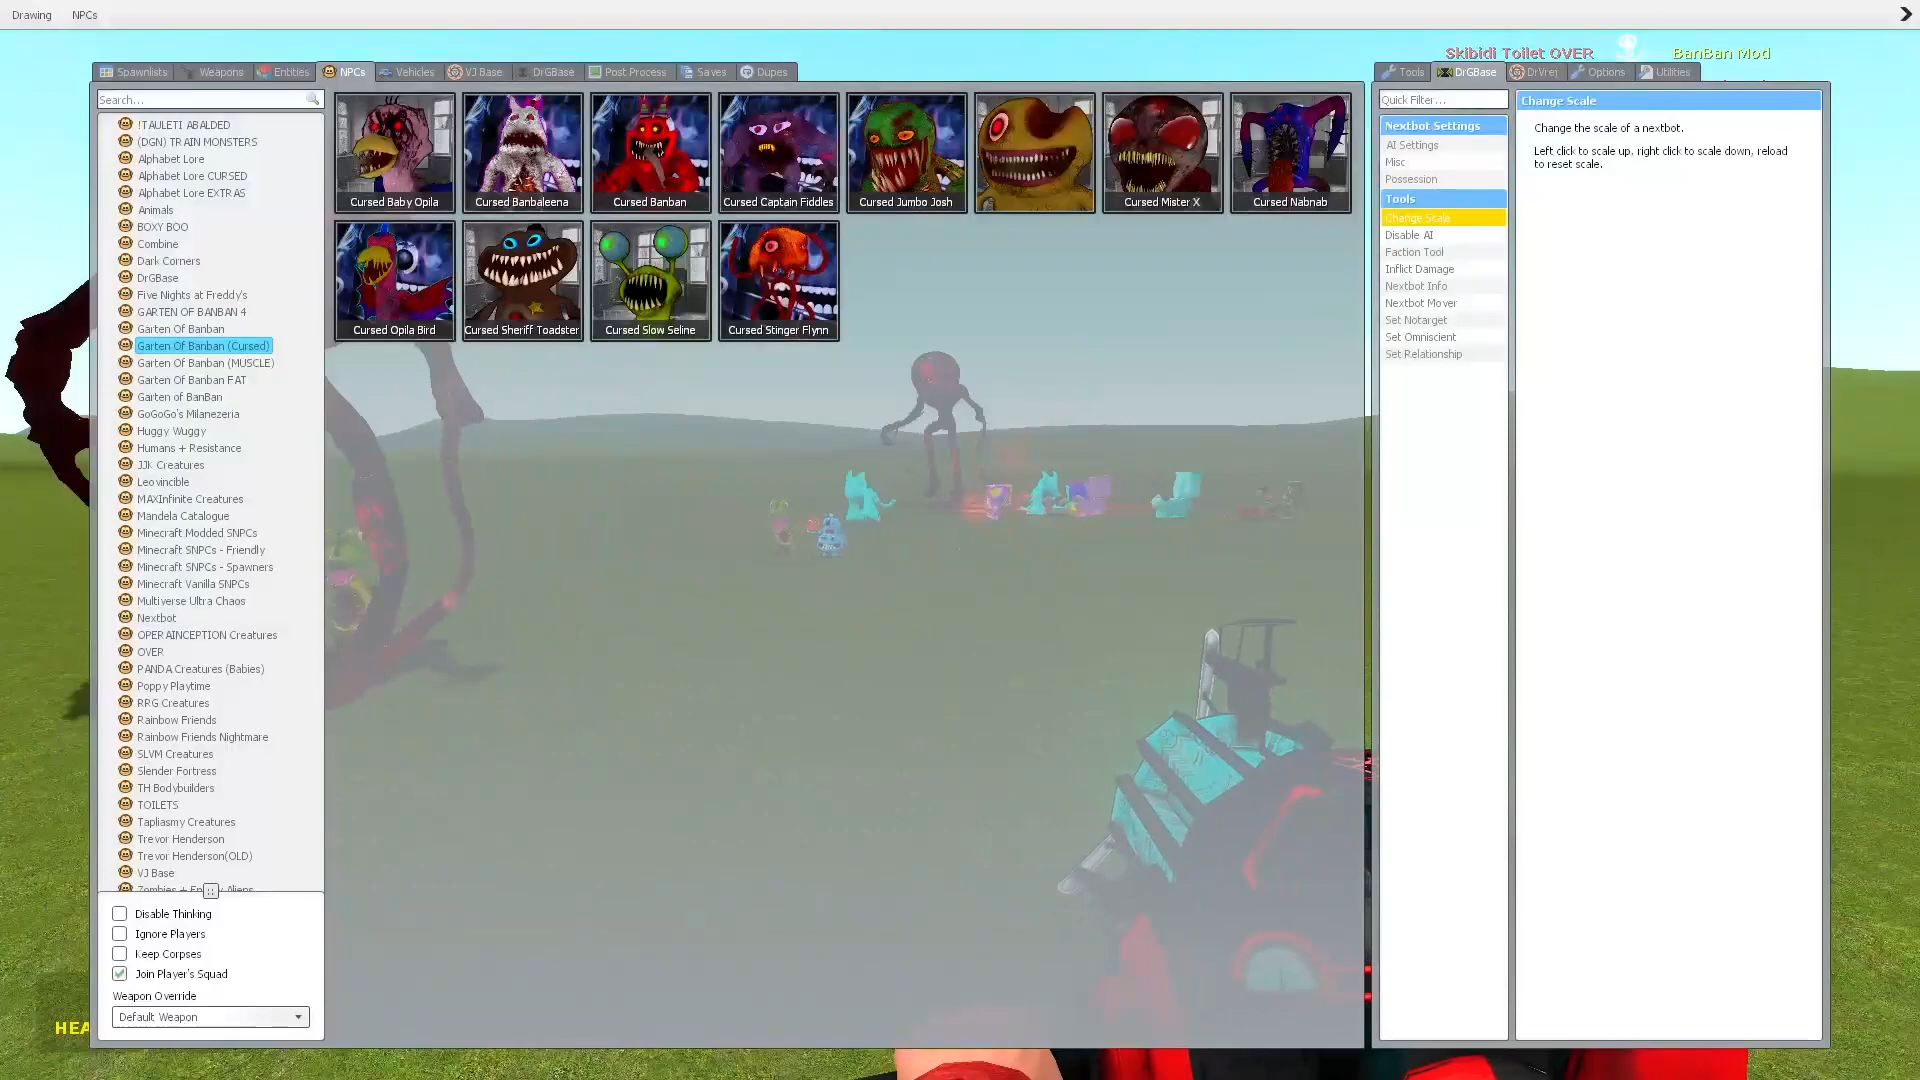 Drawing NPCs
Skibidi Toilet OVER BanBan Mod
Spawnlists Weapons Entities NPCs Vehicles VJ Base DrGBase Post Process Saves Dupes
Tools DrGBase DrVrej Options Utilities
Search...
!TAULETI ABALDED
(DGN) TRAIN MONSTERS
Alphabet Lore
Alphabet Lore CURSED
Alphabet Lore EXTRAS
Animals
BOXY BOO
Combine
Dark Corners
DrGBase
Five Nights at Freddy's
GARTEN OF BANBAN 4
Garten Of Banban
Garten Of Banban (Cursed)
Garten Of Banban (MUSCLE)
Garten Of Banban FAT
Garten of BanBan
GoGoGo's Milanezeria
Huggy Wuggy
Humans + Resistance
JJK Creatures
Leovincible
MAXInfinite Creatures
Mandela Catalogue
Minecraft Modded SNPCs
Minecraft SNPCs - Friendly
Minecraft SNPCs - Spawners
Minecraft Vanilla SNPCs
Multiverse Ultra Chaos
Nextbot
OPERAINCEPTION Creatures
OVER
PANDA Creatures (Babies)
Poppy Playtime
RRG Creatures
Rainbow Friends
Rainbow Friends Nightmare
SLVM Creatures
Slender Fortress
TH Bodybuilders
TOILETS
Tapliasmy Creatures
Trevor Henderson
Trevor Henderson(OLD)
VJ Base
Disable Thinking
Ignore Players
Keep Corpses
Join Player's Squad
Weapon Override
Default Weapon
HEA
Cursed Baby Opila Cursed Banbaleena Cursed Banban Cursed Captain Fiddles Cursed Jumbo Josh Cursed Mister X Cursed Nabnab
Cursed Opila Bird Cursed Sheriff Toadster Cursed Slow Seline Cursed Stinger Flynn
Quick Filter...
Nextbot Settings
AI Settings
Misc
Possession
Tools
Change Scale
Disable AI
Faction Tool
Inflict Damage
Nextbot Info
Nextbot Mover
Set Notarget
Set Omniscient
Set Relationship
Change Scale
Change the scale of a nextbot.
Left click to scale up, right click to scale down, reload
to reset scale.